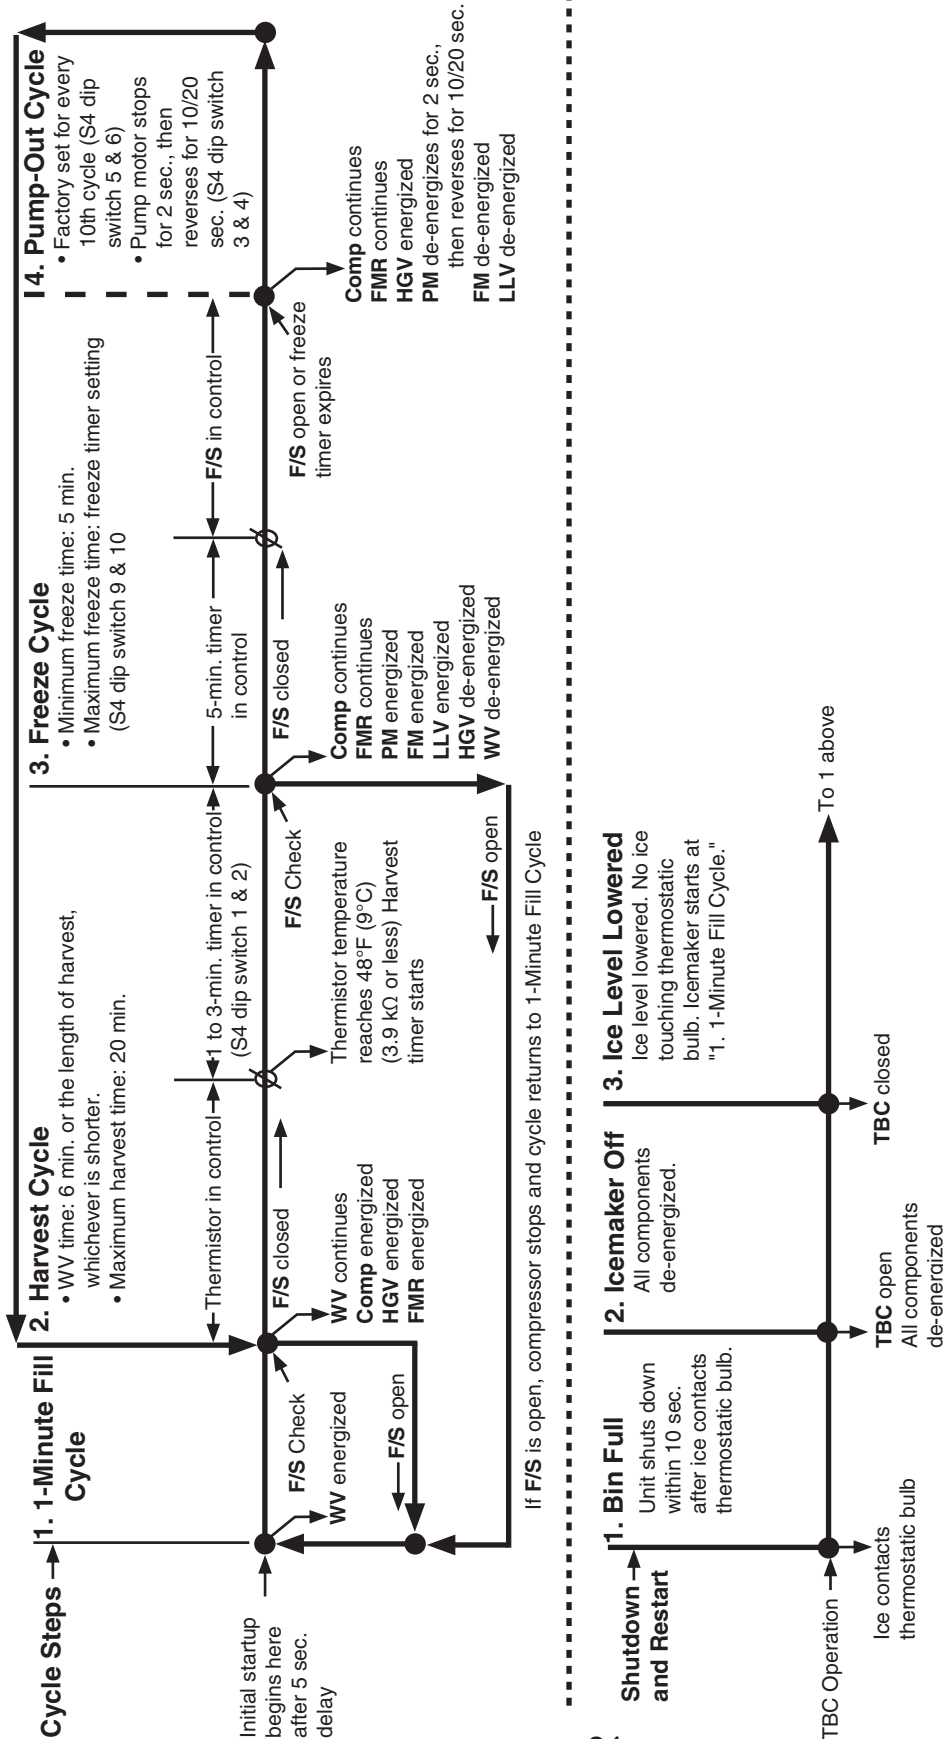 Cycle Steps
1. 1-Minute Fill
Cycle
2. Harvest Cycle
• WV time: 6 min. or the length of harvest,
whichever is shorter.
• Maximum harvest time: 20 min.
3. Freeze Cycle
• Minimum freeze time: 5 min.
• Maximum freeze time: freeze timer setting
(S4 dip switch 9 & 10
4. Pump-Out Cycle
• Factory set for every
10th cycle (S4 dip
switch 5 & 6)
• Pump motor stops
for 2 sec., then
reverses for 10/20
sec. (S4 dip switch
3 & 4)
Thermistor in control
1 to 3-min. timer in control
(S4 dip switch 1 & 2)
5-min. timer
in control
F/S in control
Initial startup
begins here
after 5 sec.
delay
F/S Check
WV energized
F/S open
F/S closed
WV continues
Comp energized
HGV energized
FMR energized
Thermistor temperature
reaches 48°F (9°C)
(3.9 kΩ or less) Harvest
timer starts
F/S Check
F/S closed
Comp continues
FMR continues
PM energized
FM energized
LLV energized
HGV de-energized
WV de-energized
F/S open or freeze
timer expires
Comp continues
FMR continues
HGV energized
PM de-energizes for 2 sec.,
then reverses for 10/20 sec.
FM de-energized
LLV de-energized
F/S open
If F/S is open, compressor stops and cycle returns to 1-Minute Fill Cycle
Shutdown
and Restart
1. Bin Full
Unit shuts down
within 10 sec.
after ice contacts
thermostatic bulb.
2. Icemaker Off
All components
de-energized.
3. Ice Level Lowered
Ice level lowered. No ice
touching thermostatic
bulb. Icemaker starts at
"1. 1-Minute Fill Cycle."
TBC Operation
To 1 above
Ice contacts
thermostatic bulb
TBC open
All components
de-energized
TBC closed